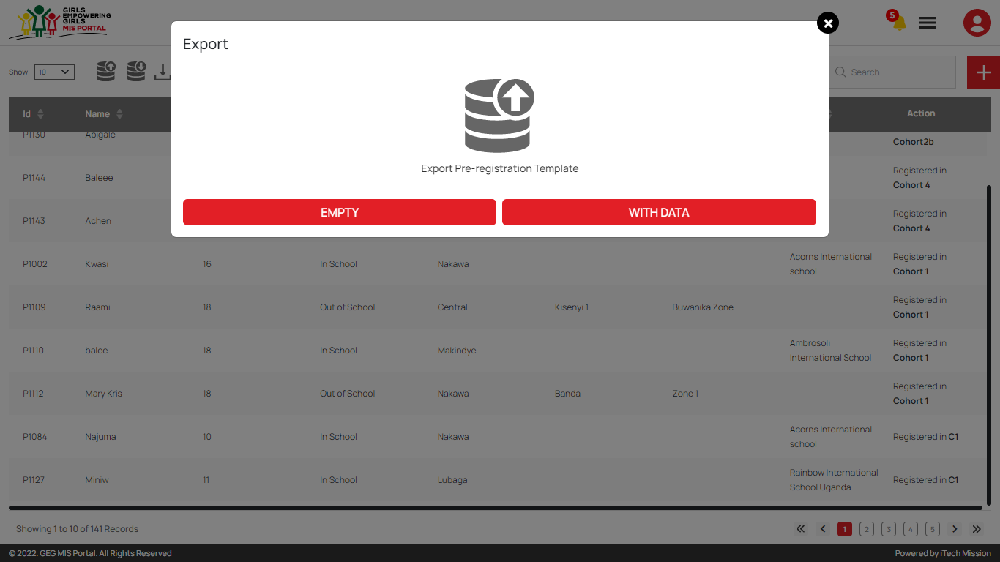 GIRLS
EMPOWERING
GIRLS
MIS PORTAL
5
Export
Show 10 Search
Export Pre-registration Template
EMPTY WITH DATA
Id Name Action
P1130 Abigale Cohort2b
P1144 Baleee Registered in
Cohort 4
P1143 Achen Registered in
Cohort 4
P1002 Kwasi 16 In School Nakawa Acorns International
school Registered in
Cohort 1
P1109 Raami 18 Out of School Central Kisenyi 1 Buwanika Zone Registered in
Cohort 1
P1110 balee 18 In School Makindye Ambrosoli
International School Registered in
Cohort 1
P1112 Mary Kris 18 Out of School Nakawa Banda Zone 1 Registered in
Cohort 1
P1084 Najuma 10 In School Nakawa Acorns International
school Registered in C1
P1127 Miniw 11 In School Lubaga Rainbow International
School Uganda Registered in C1
Showing 1 to 10 of 141 Records 1 2 3 4 5
© 2022. GEG MIS Portal. All Rights Reserved Powered by iTech Mission